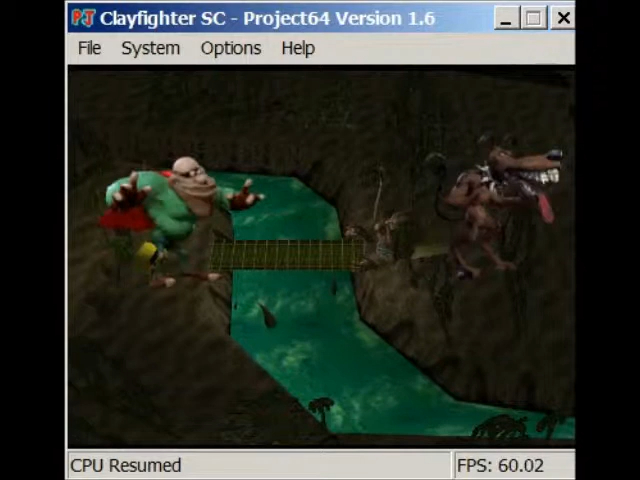 Clayfighter SC - Project64 Version 1.6
File System Options Help
CPU Resumed FPS: 60.02